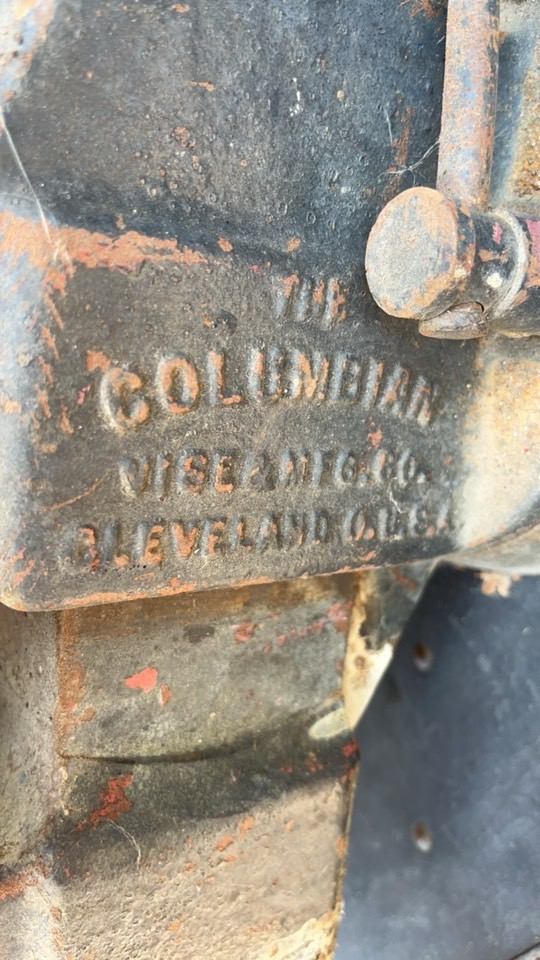 THE
COLUMBIAN
VISE & MFG. CO.
CLEVELAND, O. U.S.A.